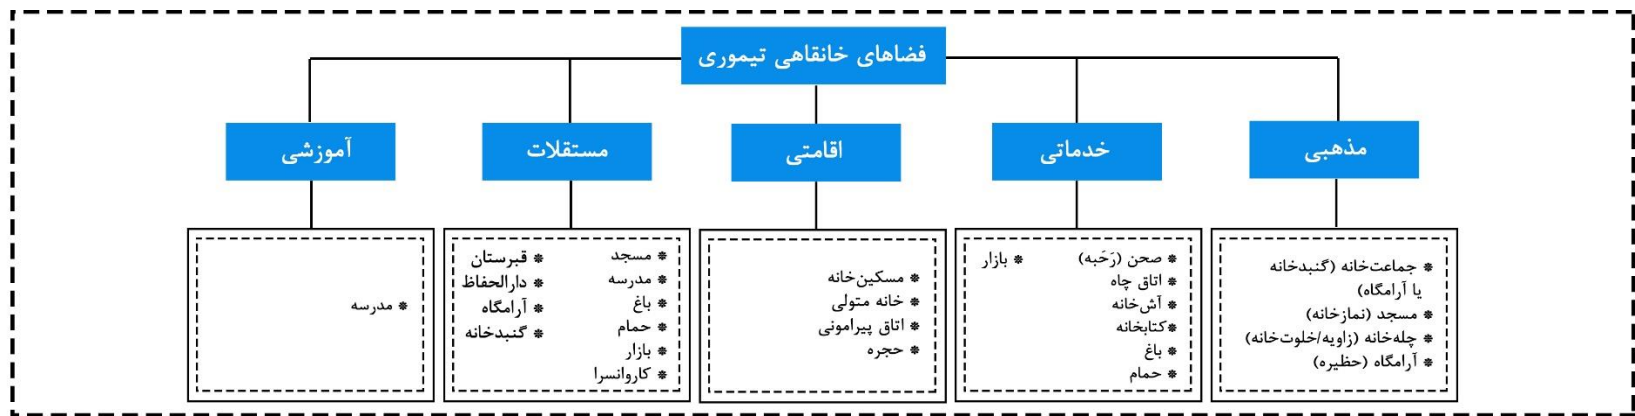 فضاهای خانقاهی تیموری
مذهبی
خدماتی
اقامتی
مستقلات
آموزشی
* جماعت‌خانه (گنبدخانه
یا آرامگاه)
* مسجد (نمازخانه)
* چله‌خانه (زاویه/خلوت‌خانه)
* آرامگاه (حظیره)
* صحن (رَحَبه)
* اتاق چاه
* آش‌خانه
* کتابخانه
* باغ
* حمام
* بازار
* مسکین‌خانه
* خانه متولی
* اتاق پیرامونی
* حجره
* مسجد
* مدرسه
* باغ
* حمام
* بازار
* کاروانسرا
* قبرستان
* دارالحفاظ
* آرامگاه
* گنبدخانه
* مدرسه